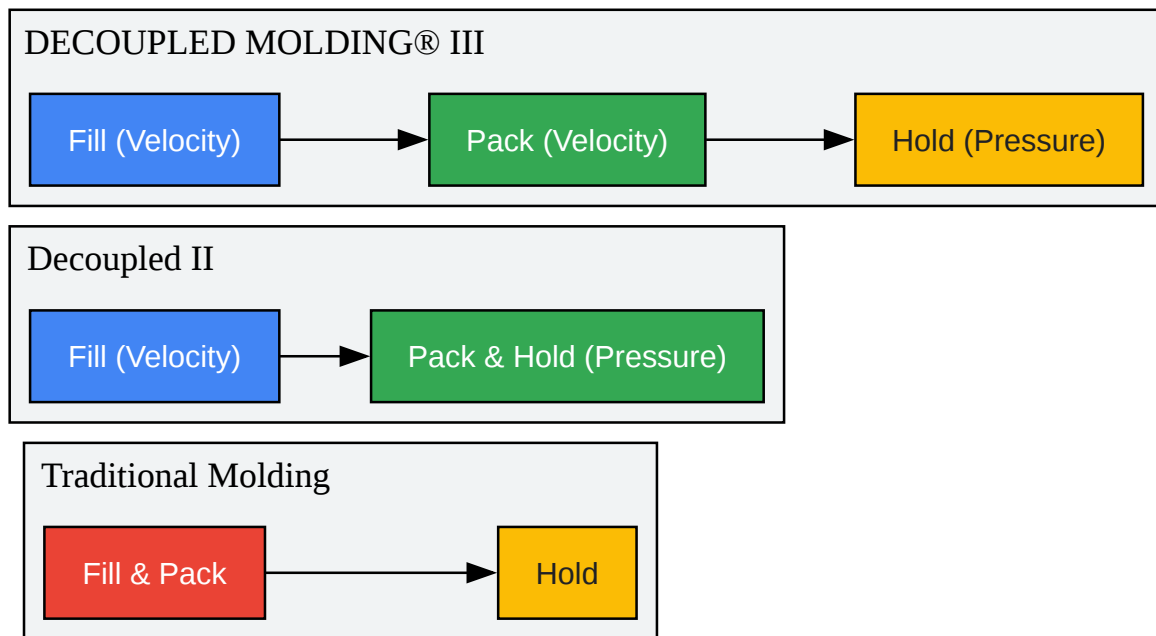 DECOUPLED MOLDING® III
Fill (Velocity)
Pack (Velocity)
Hold (Pressure)
Decoupled II
Fill (Velocity)
Pack & Hold (Pressure)
Traditional Molding
Fill & Pack
Hold